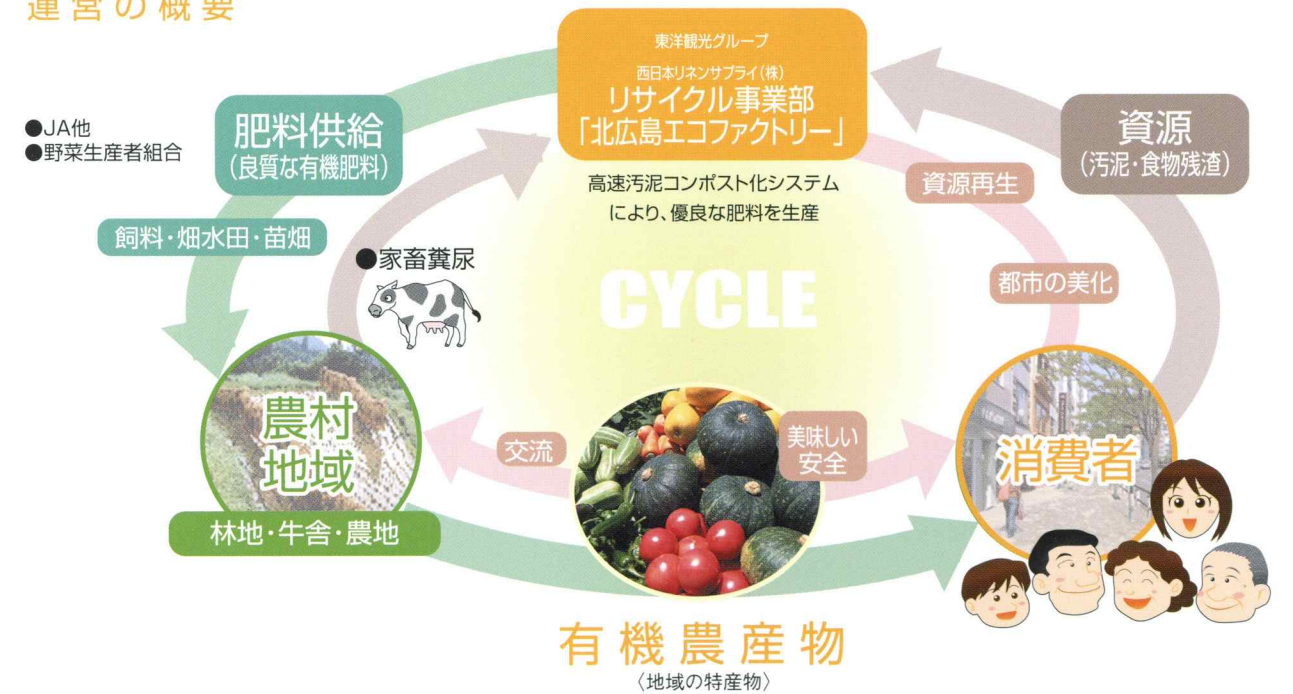 運営の概要
東洋観光グループ
西日本リネンサプライ(株)
リサイクル事業部
「北広島エコファクトリー」
高速汚泥コンポスト化システム
により、優良な肥料を生産
●JA他
●野菜生産者組合
肥料供給
(良質な有機肥料)
飼料・畑水田・苗畑
●家畜糞尿
資源
(汚泥・食物残渣)
資源再生
都市の美化
CYCLE
農村
地域
林地・牛舎・農地
交流
美味しい
安全
消費者
有機農産物
〈地域の特産物〉